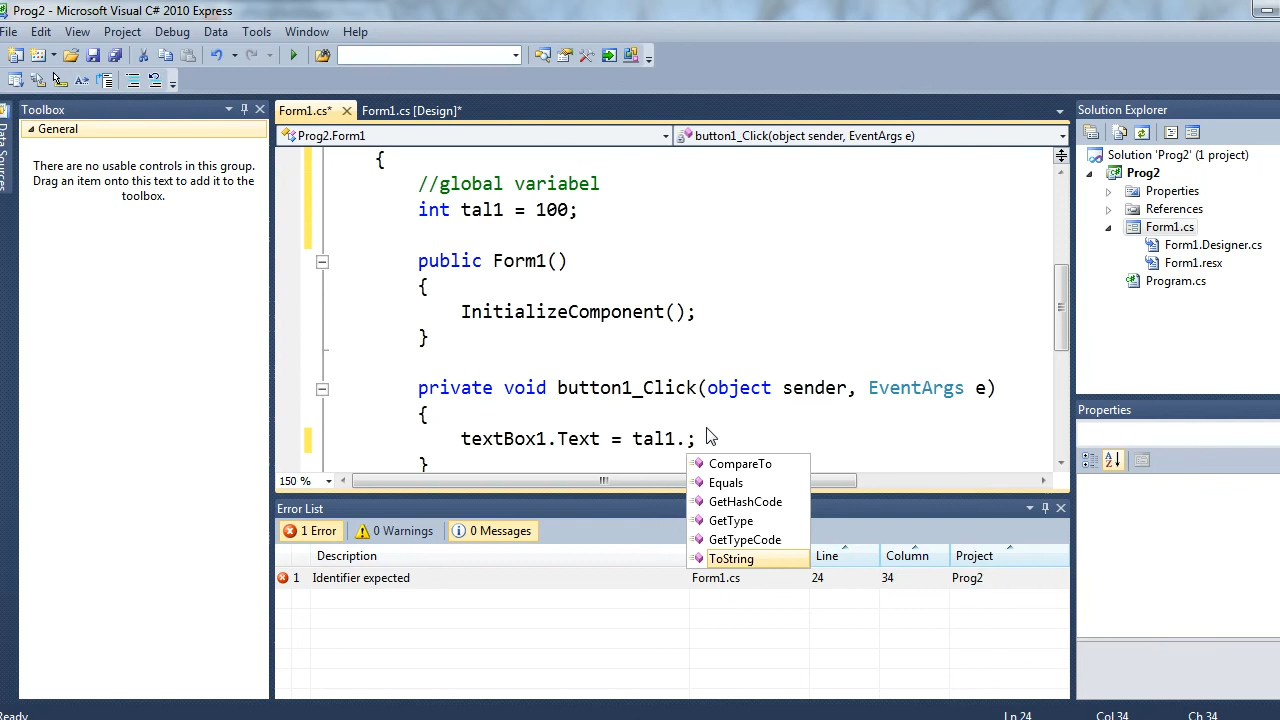 Prog2 - Microsoft Visual C# 2010 Express
File Edit View Project Debug Data Tools Window Help
Toolbox
General
There are no usable controls in this group.
Drag an item onto this text to add it to the
toolbox.
Data Sources
Form1.cs* Form1.cs [Design]*
Prog2.Form1 button1_Click(object sender, EventArgs e)
{
//global variabel
int tal1 = 100;
public Form1()
{
InitializeComponent();
}
private void button1_Click(object sender, EventArgs e)
{
textBox1.Text = tal1.;
}
CompareTo
Equals
GetHashCode
GetType
GetTypeCode
ToString
150 %
Error List
1 Error 0 Warnings 0 Messages
Description Line Column Project
1 Identifier expected Form1.cs 24 34 Prog2
Solution Explorer
Solution 'Prog2' (1 project)
Prog2
Properties
References
Form1.cs
Form1.Designer.cs
Form1.resx
Program.cs
Properties
Ready Ln 24 Col 34 Ch 34